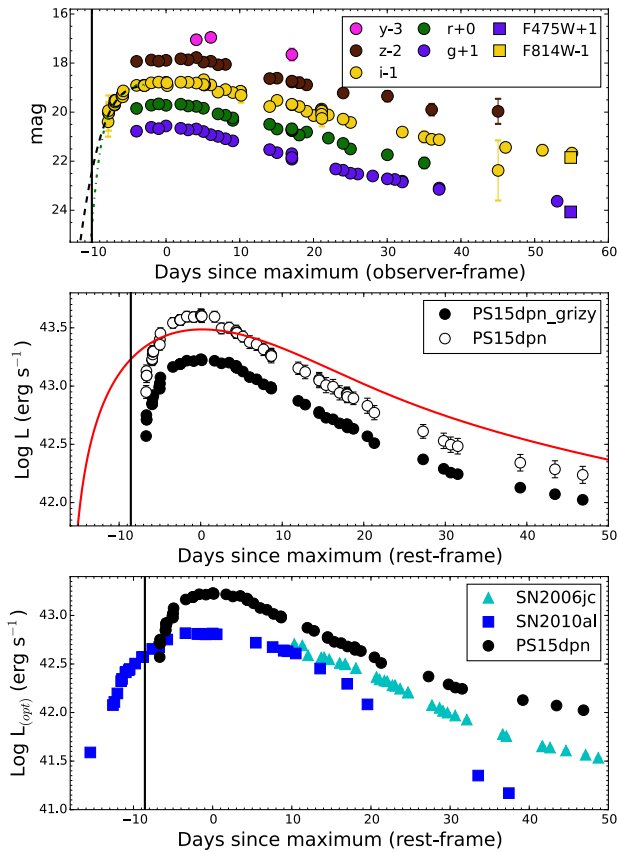 16
18
20
22
24
mag
y-3
z-2
i-1
r+0
g+1
F475W+1
F814W-1
−10 0 10 20 30 40 50 60
Days since maximum (observer-frame)
43.5
43.0
42.5
42.0
Log L (erg s⁻¹)
PS15dpn_grizy
PS15dpn
−10 0 10 20 30 40 50
Days since maximum (rest-frame)
43.0
42.5
42.0
41.5
41.0
Log L(opt) (erg s⁻¹)
SN2006jc
SN2010al
PS15dpn
−10 0 10 20 30 40 50
Days since maximum (rest-frame)